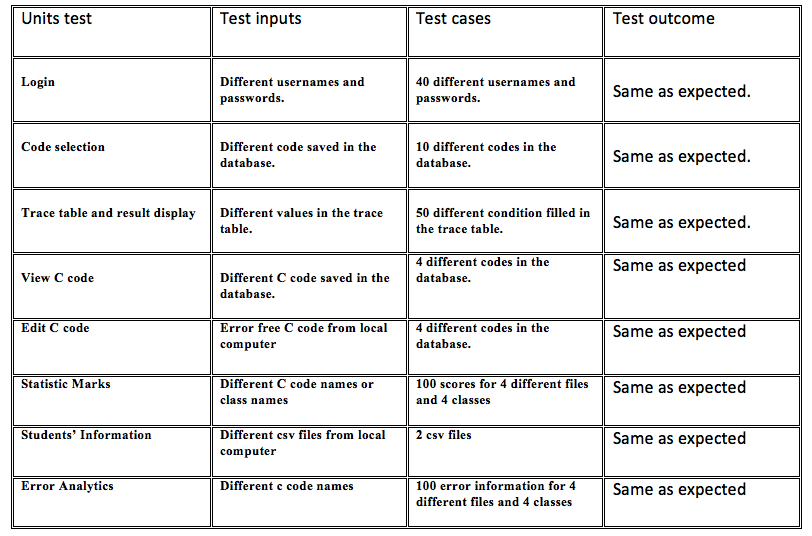 Units test
Test inputs
Test cases
Test outcome
Login
Different usernames and
passwords.
40 different usernames and
passwords.
Same as expected.
Code selection
Different code saved in the
database.
10 different codes in the
database.
Same as expected.
Trace table and result display
Different values in the trace
table.
50 different condition filled in
the trace table.
Same as expected.
View C code
Different C code saved in the
database.
4 different codes in the
database.
Same as expected
Edit C code
Error free C code from local
computer
4 different codes in the
database.
Same as expected
Statistic Marks
Different C code names or
class names
100 scores for 4 different files
and 4 classes
Same as expected
Students’ Information
Different csv files from local
computer
2 csv files
Same as expected
Error Analytics
Different c code names
100 error information for 4
different files and 4 classes
Same as expected